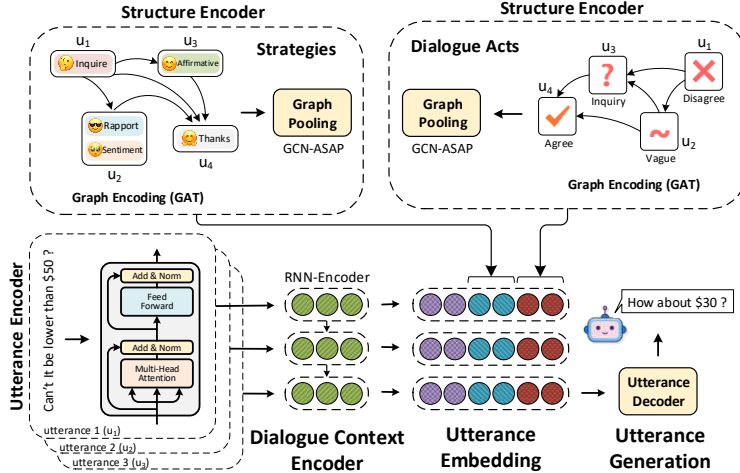 Structure Encoder
u1
u3
Strategies
Inquire
Affirmative
Rapport
Sentiment
Thanks
u2
u4
Graph Pooling
GCN-ASAP
Graph Encoding (GAT)
Structure Encoder
Dialogue Acts
u3
u1
u4
Inquiry
Disagree
Graph Pooling
GCN-ASAP
Agree
u2
Vague
Graph Encoding (GAT)
Utterance Encoder
Can't It be lower than $50 ?
Add & Norm
Feed
Forward
Add & Norm
Multi-Head
Attention
utterance 1 (u1)
utterance 2 (u2)
utterance 3 (u3)
RNN-Encoder
Dialogue Context
Encoder
Utterance
Embedding
How about $30 ?
Utterance
Decoder
Utterance
Generation